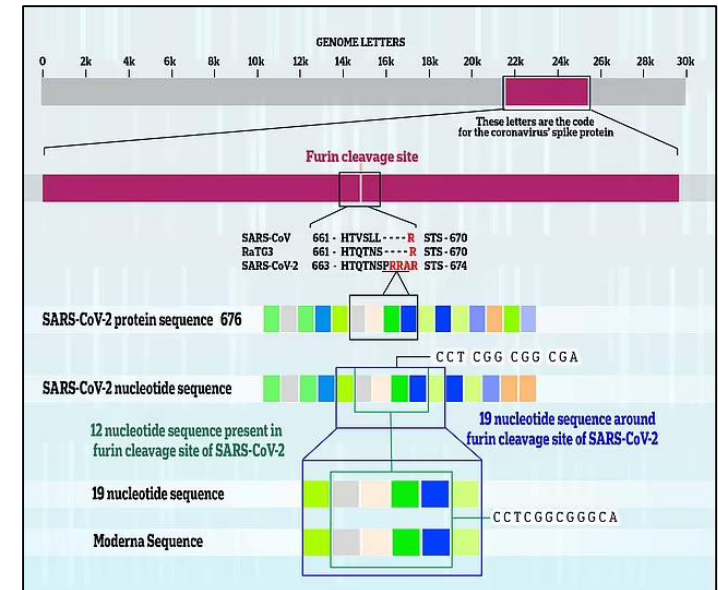 GENOME LETTERS
0 2k 4k 6k 8k 10k 12k 14k 16k 18k 20k 22k 24k 26k 30k
These letters are the code
for the coronavirus' spike protein
Furin cleavage site
SARS-CoV 661 - HTVSLL----R STS-670
RaTG3 661 - HTQTNS----R STS-670
SARS-CoV-2 663 - HTQTNSPRRAR STS-674
SARS-CoV-2 protein sequence 676
CCT CGG CGG CGA
SARS-CoV-2 nucleotide sequence
12 nucleotide sequence present in
furin cleavage site of SARS-CoV-2
19 nucleotide sequence around
furin cleavage site of SARS-CoV-2
19 nucleotide sequence
CCTCGGCGGGCA
Moderna Sequence